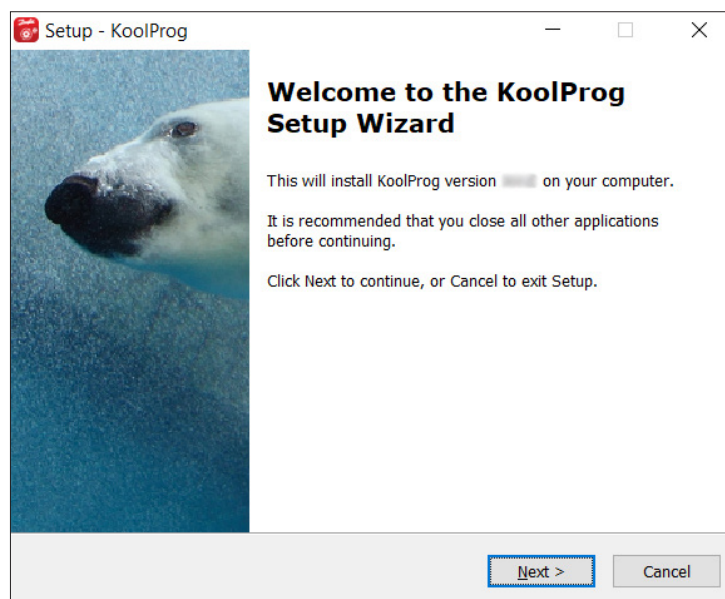 Setup - KoolProg
Welcome to the KoolProg
Setup Wizard
This will install KoolProg version on your computer.
It is recommended that you close all other applications
before continuing.
Click Next to continue, or Cancel to exit Setup.
Next >
Cancel